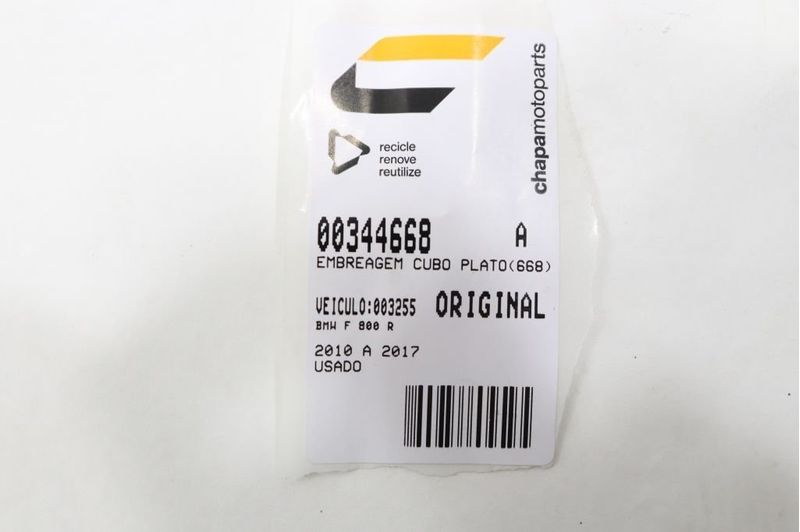 chapamotoparts
recicle
renove
reutilize
00344668 A
EMBREAGEM CUBO PLATO(668)
VEICULO:003255 ORIGINAL
BMW F 800 R
2010 A 2017
USADO